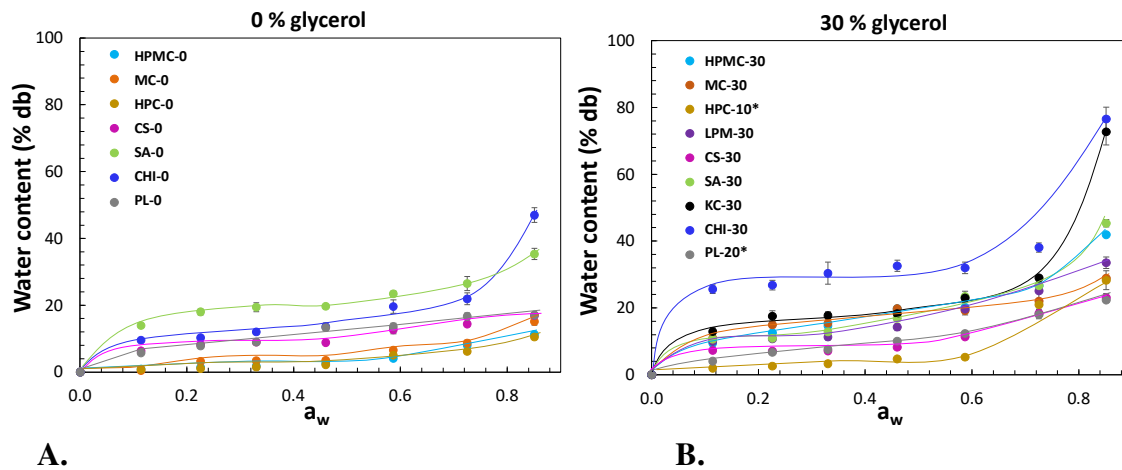 0 % glycerol
100
80
60
40
20
0
Water content (% db)
HPMC-0
MC-0
HPC-0
CS-0
SA-0
CHI-0
PL-0
0.0 0.2 0.4 0.6 0.8
aw
A.
30 % glycerol
100
80
60
40
20
0
Water content (% db)
HPMC-30
MC-30
HPC-10*
LPM-30
CS-30
SA-30
KC-30
CHI-30
PL-20*
0.0 0.2 0.4 0.6 0.8
aw
B.